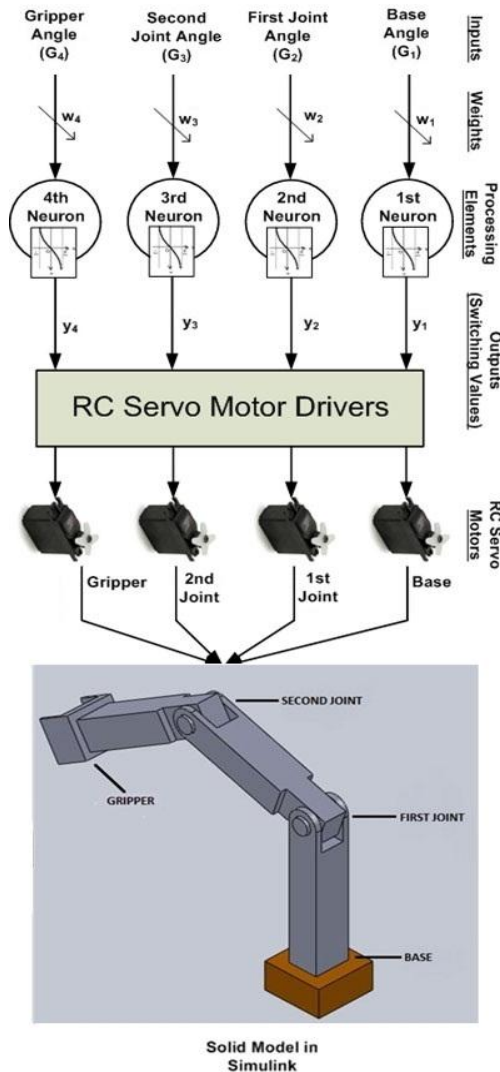 Gripper
Angle
(G4)
Second
Joint Angle
(G3)
First Joint
Angle
(G2)
Base
Angle
(G1)
Inputs
w4
w3
w2
w1
Weights
4th
Neuron
3rd
Neuron
2nd
Neuron
1st
Neuron
Processing
Elements
y4
y3
y2
y1
Outputs
(Switching Values)
RC Servo Motor Drivers
RC Servo
Motors
Gripper
2nd
Joint
1st
Joint
Base
SECOND JOINT
GRIPPER
FIRST JOINT
BASE
Solid Model in
Simulink